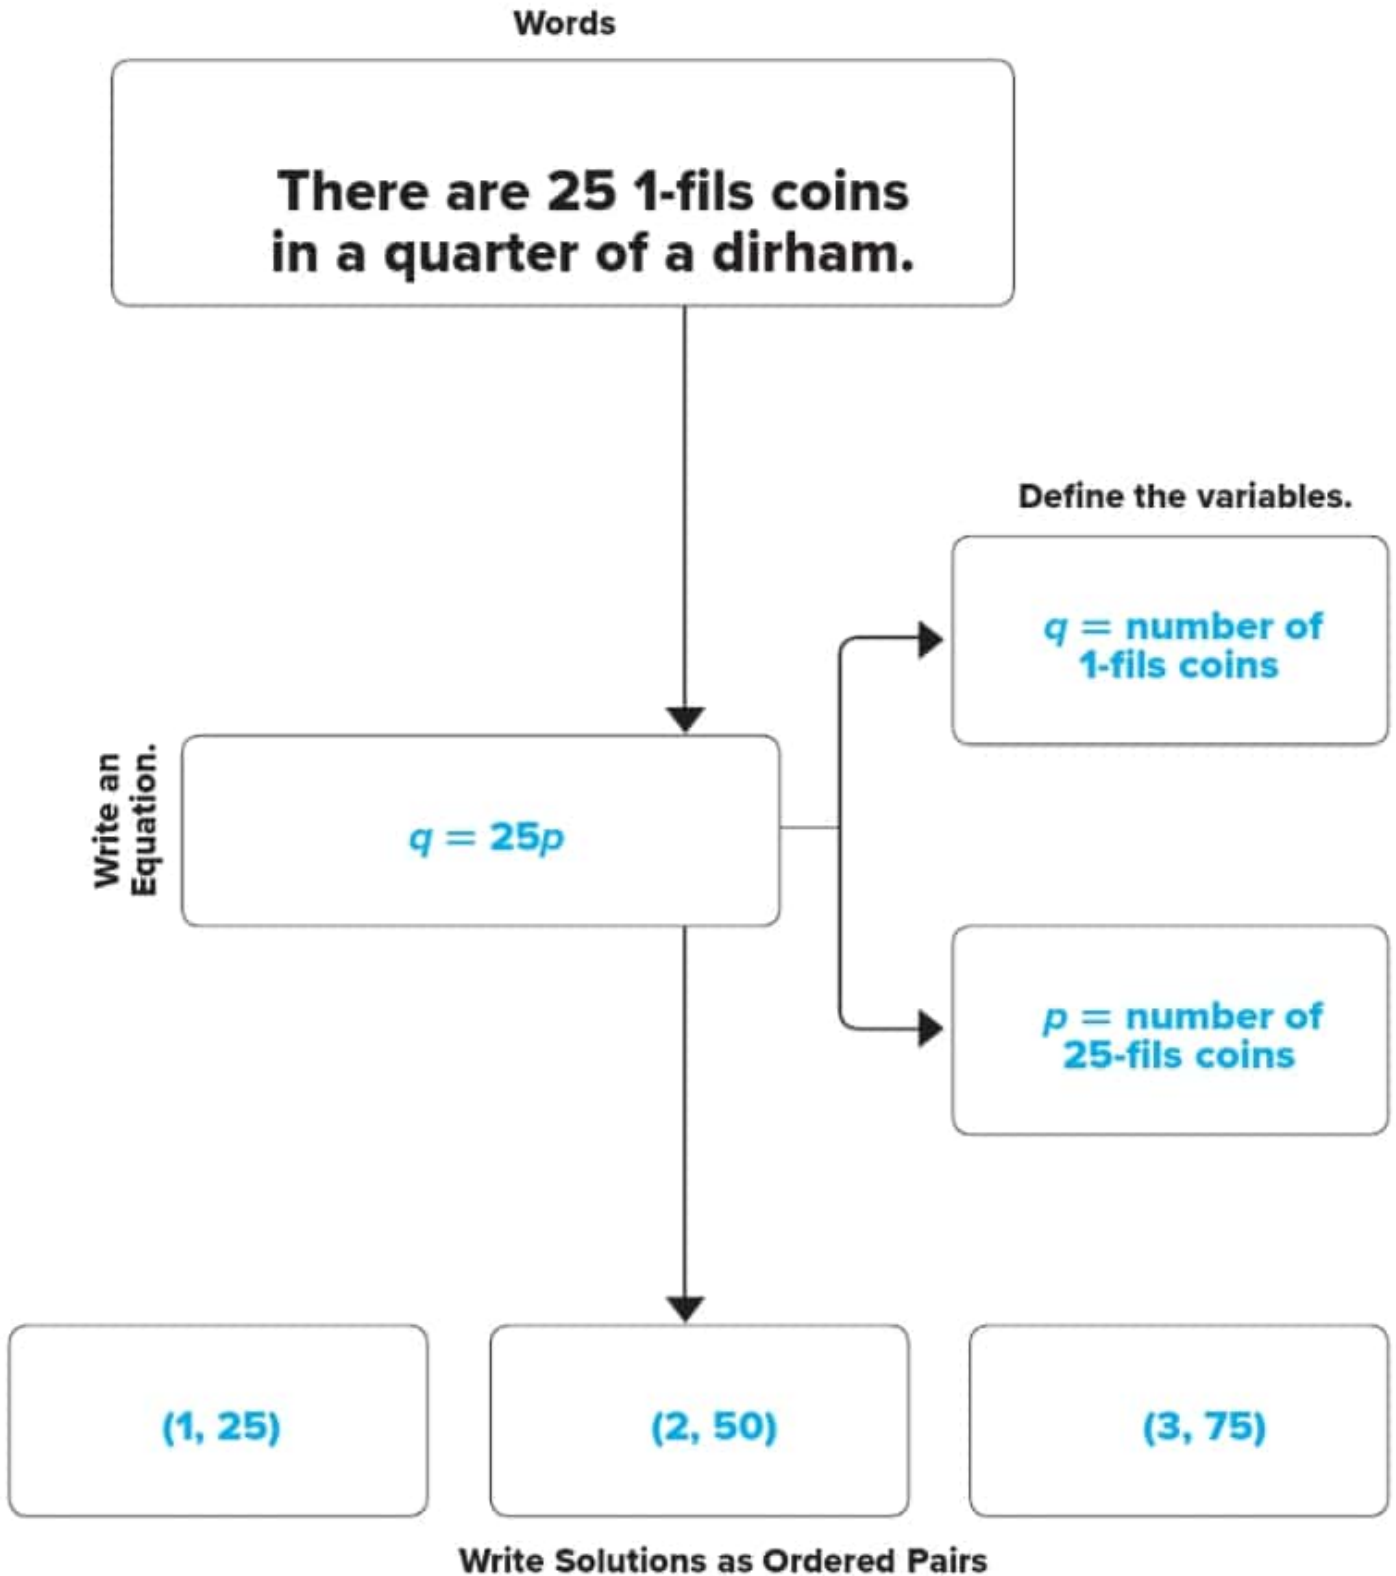 Words
There are 25 1-fils coins
in a quarter of a dirham.
Define the variables.
q = number of
1-fils coins
Write an
Equation.
q = 25p
p = number of
25-fils coins
(1, 25)
(2, 50)
(3, 75)
Write Solutions as Ordered Pairs